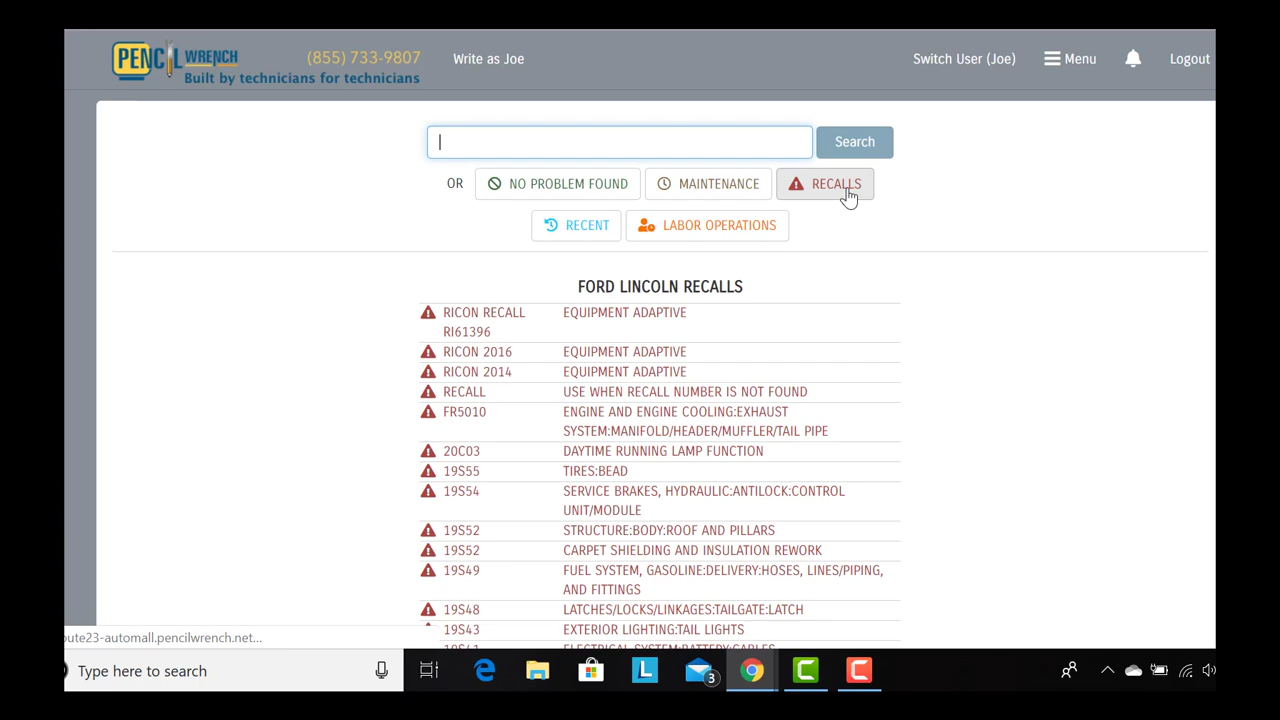 PENCIL WRENCH (855) 733-9807 Write as Joe Switch User (Joe) Menu Logout
Built by technicians for technicians
Search
OR NO PROBLEM FOUND MAINTENANCE RECALLS
RECENT LABOR OPERATIONS
FORD LINCOLN RECALLS
RICON RECALL EQUIPMENT ADAPTIVE
RI61396
RICON 2016 EQUIPMENT ADAPTIVE
RICON 2014 EQUIPMENT ADAPTIVE
RECALL USE WHEN RECALL NUMBER IS NOT FOUND
FR5010 ENGINE AND ENGINE COOLING:EXHAUST
SYSTEM:MANIFOLD/HEADER/MUFFLER/TAIL PIPE
20C03 DAYTIME RUNNING LAMP FUNCTION
19S55 TIRES:BEAD
19S54 SERVICE BRAKES, HYDRAULIC:ANTILOCK:CONTROL
UNIT/MODULE
19S52 STRUCTURE:BODY:ROOF AND PILLARS
19S52 CARPET SHIELDING AND INSULATION REWORK
19S49 FUEL SYSTEM, GASOLINE:DELIVERY:HOSES, LINES/PIPING,
AND FITTINGS
19S48 LATCHES/LOCKS/LINKAGES:TAILGATE:LATCH
19S43 EXTERIOR LIGHTING:TAIL LIGHTS
oute23-automall.pencilwrench.net...
Type here to search
3